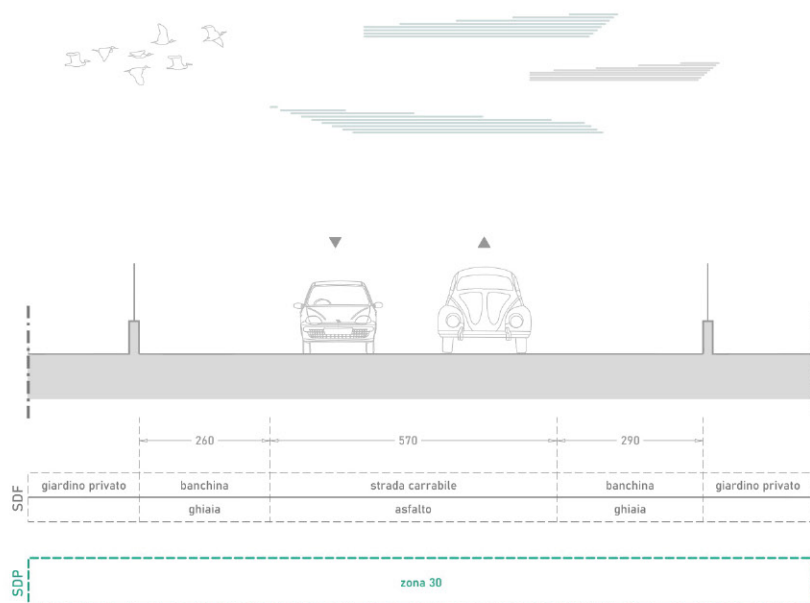 260 570 290
SDF
giardino privato banchina strada carrabile banchina giardino privato
ghiaia asfalto ghiaia
SDP
zona 30